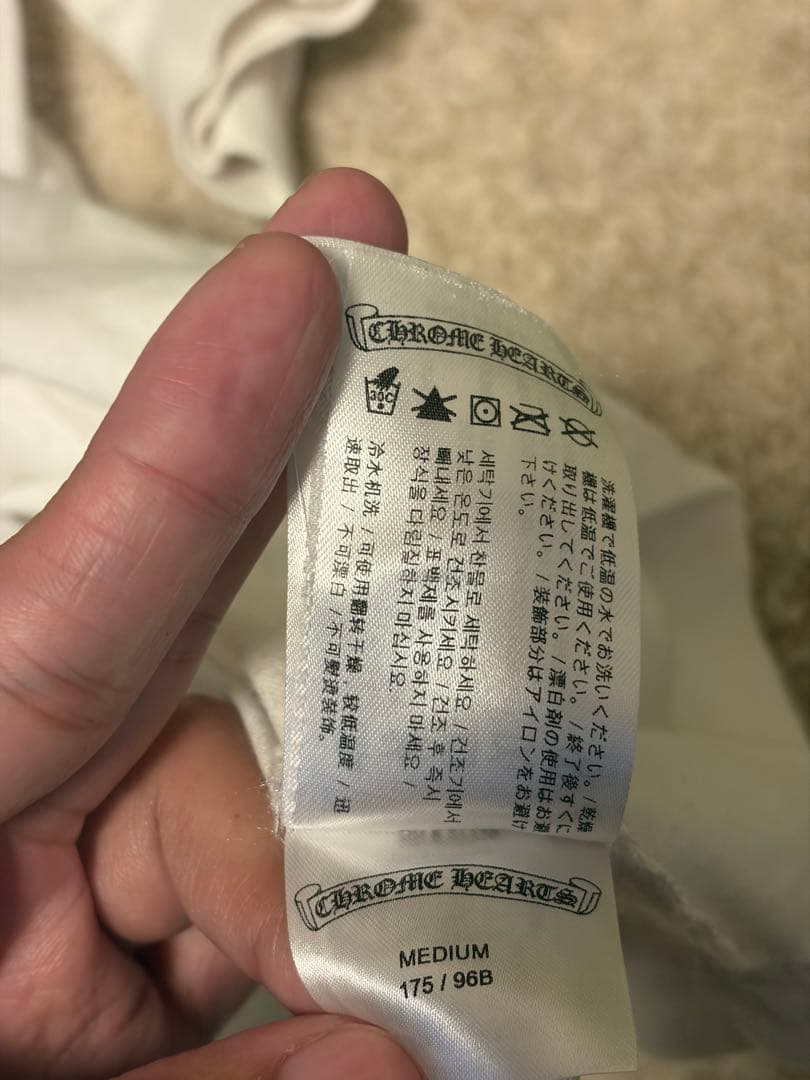 CHROME HEARTS
30C
洗濯機で低温の水でお洗いください。/乾燥
機は低温でご使用ください。/終了後すぐに
取り出してください。/漂白剤の使用はお避
けください。/装飾部分はアイロンをお避け
下さい。
세탁기에서 찬물로 세탁하세요 / 건조기에서
낮은 온도로 건조시키세요 / 건조 후 즉시
빼내세요 / 표백제를 사용하지 마세요 /
장식을 다림질하지 마십시요.
冷水机洗 / 可使用翻转干燥 较低温度 / 迅
速取出 / 不可漂白 / 不可熨烫装饰。
CHROME HEARTS
MEDIUM
175 / 96B